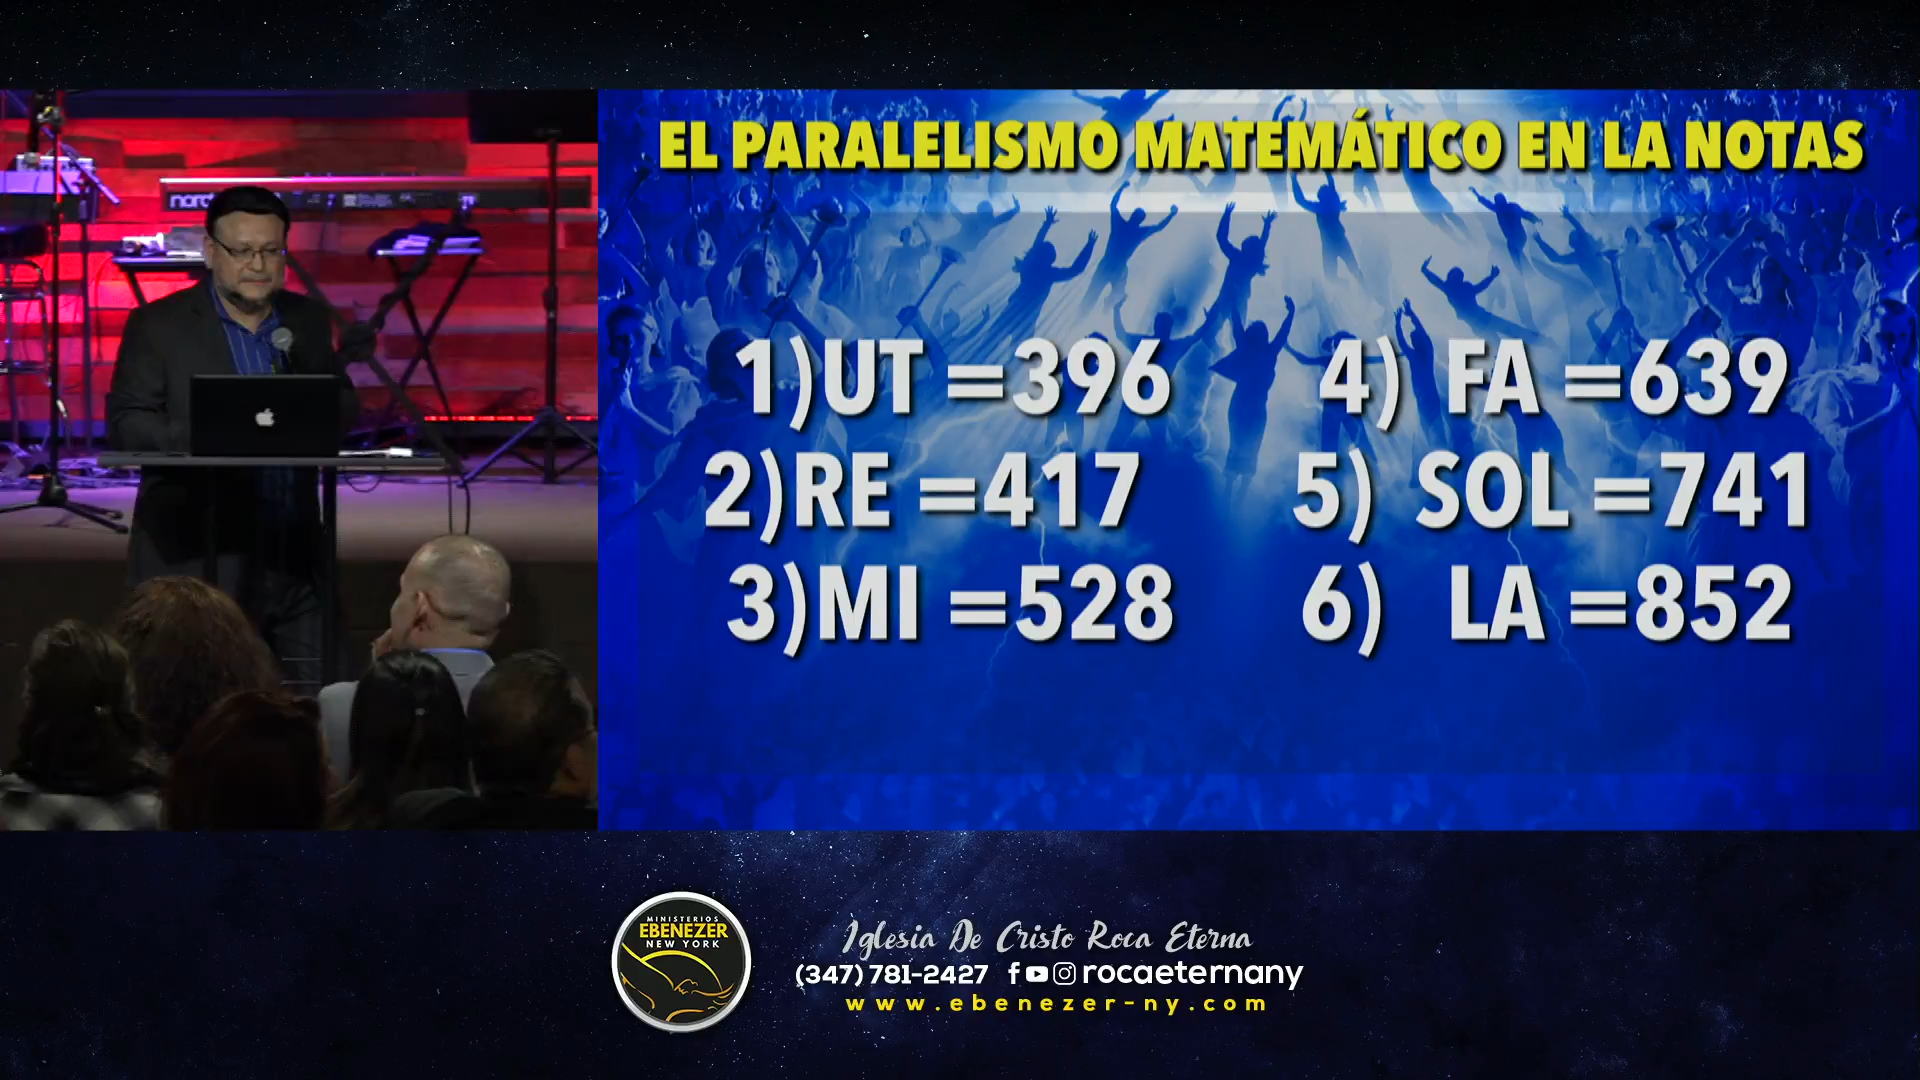 nord
EL PARALELISMO MATEMÁTICO EN LA NOTAS
1)UT =396
2)RE =417
3)MI =528
4) FA =639
5) SOL =741
6) LA =852
MINISTERIOS
EBENEZER
NEW YORK
Iglesia De Cristo Roca Eterna
(347) 781-2427 rocaeternany
www.ebenezer-ny.com